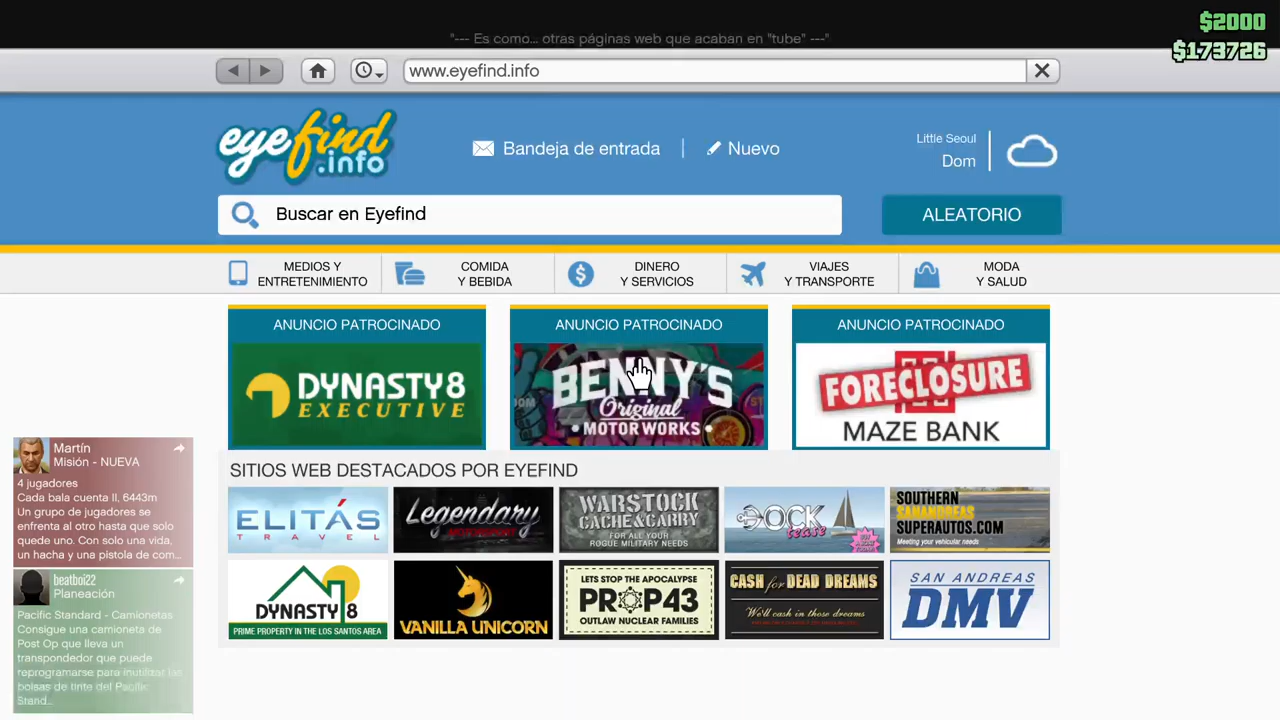 $2000
$173726
"--- Es como... otras páginas web que acaban en "tube" ---"
www.eyefind.info
eyefind
.info
Bandeja de entrada
Nuevo
Little Seoul
Dom
Buscar en Eyefind
ALEATORIO
MEDIOS Y
ENTRETENIMIENTO
COMIDA
Y BEBIDA
DINERO
Y SERVICIOS
VIAJES
Y TRANSPORTE
MODA
Y SALUD
ANUNCIO PATROCINADO
ANUNCIO PATROCINADO
ANUNCIO PATROCINADO
DYNASTY 8
EXECUTIVE
BENNY'S
Original
• MOTOR WORKS •
FORECLOSURE
MAZE BANK
Martín
Misión - NUEVA
4 jugadores
Cada bala cuenta II, 6443m
Un grupo de jugadores se
enfrenta al otro hasta que solo
quede uno. Con solo una vida,
un hacha y una pistola de com...
beatboi22
Planeación
Pacific Standard - Camionetas
Consigue una camioneta de
Post Op que lleva un
transpondedor que puede
reprogramarse para inutilizar las
bolsas de tinte del Pacific
Stand...
SITIOS WEB DESTACADOS POR EYEFIND
ELITÁS
TRAVEL
Legendary
MOTORSPORT
WARSTOCK
CACHE & CARRY
FOR ALL YOUR
ROGUE MILITARY NEEDS
DOCK
tease
SOUTHERN
SANANDREAS
SUPERAUTOS.COM
Meeting your vehicular needs
DYNASTY 8
PRIME PROPERTY IN THE LOS SANTOS AREA
VANILLA UNICORN
LETS STOP THE APOCALYPSE
PROP43
OUTLAW NUCLEAR FAMILIES
CASH for DEAD DREAMS
We'll cash in those dreams
SAN ANDREAS
DMV